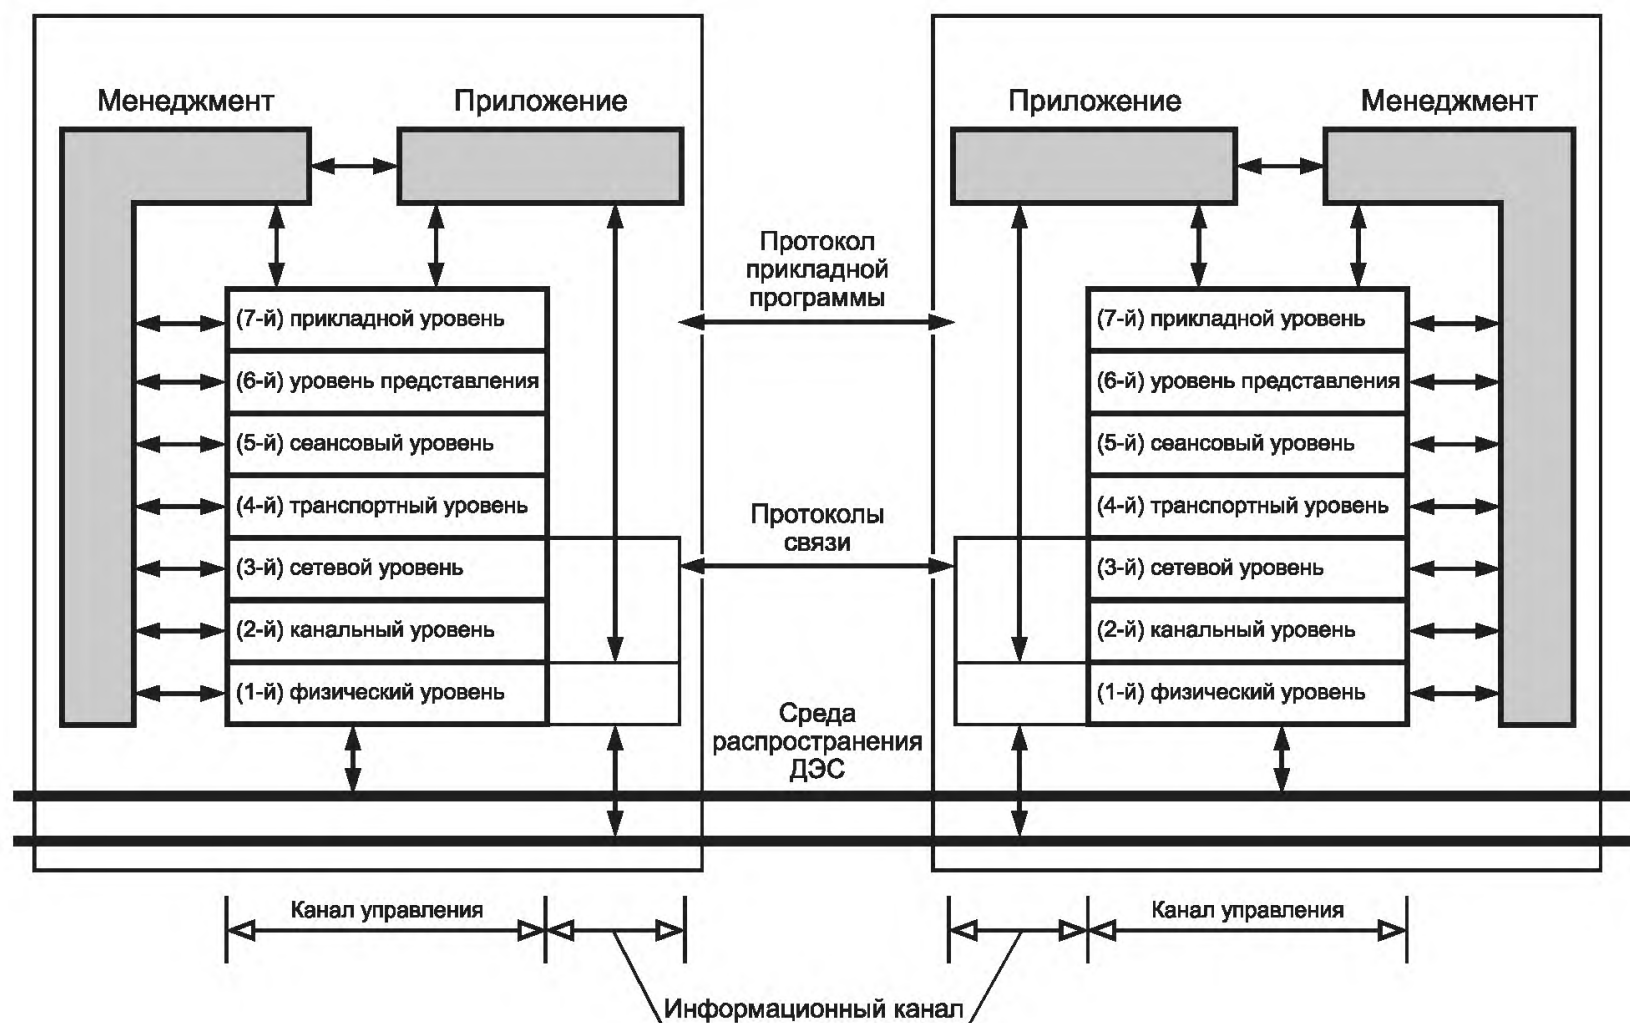 Менеджмент
Приложение
Приложение
Менеджмент
Протокол
прикладной
программы
(7-й) прикладной уровень
(6-й) уровень представления
(5-й) сеансовый уровень
(4-й) транспортный уровень
(3-й) сетевой уровень
(2-й) канальный уровень
(1-й) физический уровень
Протоколы
связи
(7-й) прикладной уровень
(6-й) уровень представления
(5-й) сеансовый уровень
(4-й) транспортный уровень
(3-й) сетевой уровень
(2-й) канальный уровень
(1-й) физический уровень
Среда
распространения
ДЭС
Канал управления
Канал управления
Информационный канал